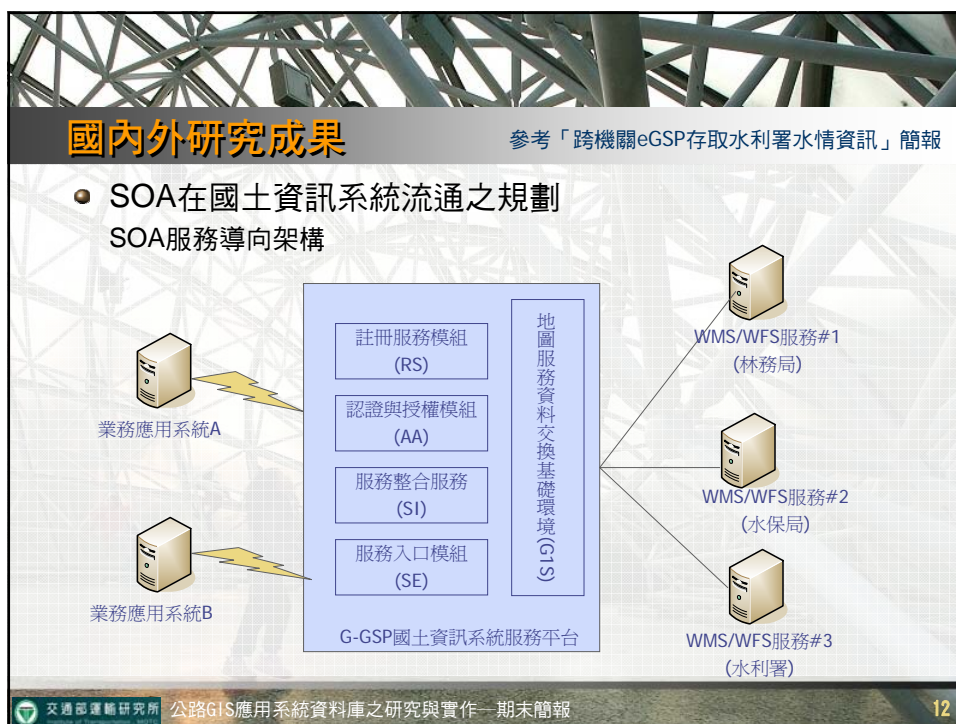 國內外研究成果
參考「跨機關eGSP存取水利署水情資訊」簡報
SOA在國土資訊系統流通之規劃
SOA服務導向架構
業務應用系統A
業務應用系統B
註冊服務模組
(RS)
認證與授權模組
(AA)
服務整合服務
(SI)
服務入口模組
(SE)
地圖服務資料交換基礎環境(G1S)
G-GSP國土資訊系統服務平台
WMS/WFS服務#1
(林務局)
WMS/WFS服務#2
(水保局)
WMS/WFS服務#3
(水利署)
交通部運輸研究所
Institute of Transportation, MOTC
公路GIS應用系統資料庫之研究與實作—期末簡報
12